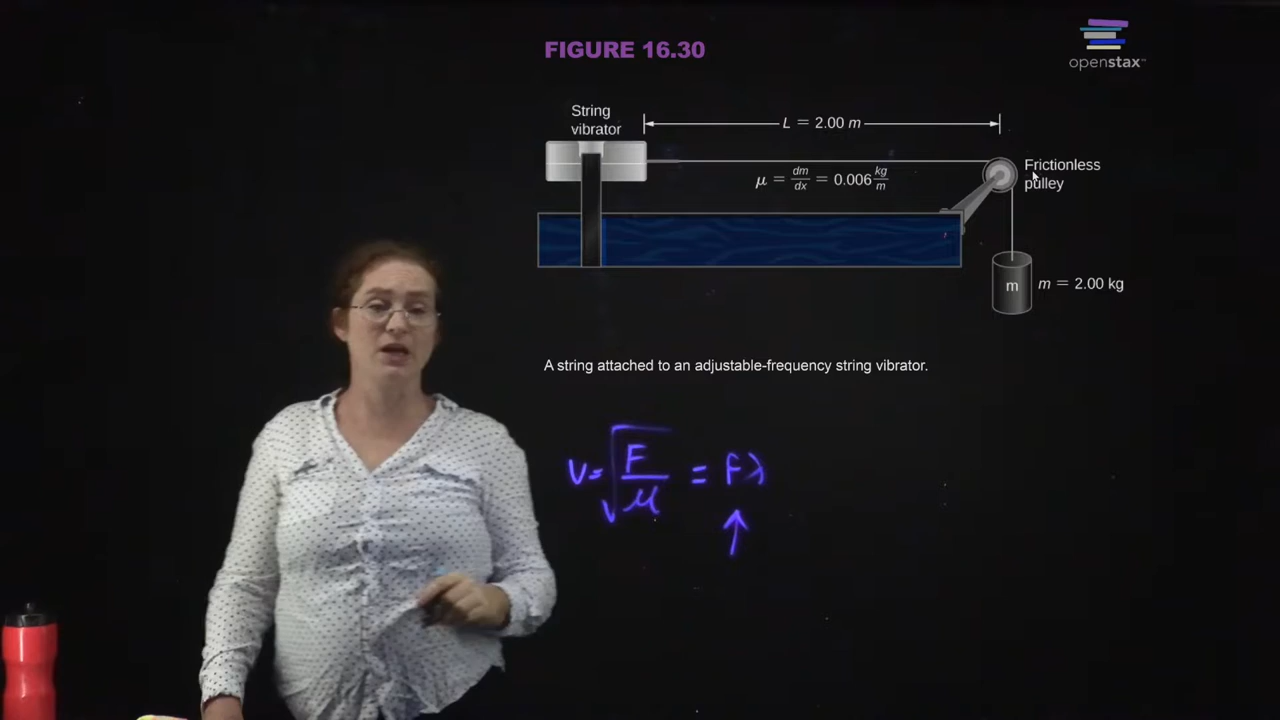 FIGURE 16.30
openstax™
String
vibrator
L = 2.00 m
μ = dm/dx = 0.006 kg/m
Frictionless
pulley
m
m = 2.00 kg
A string attached to an adjustable-frequency string vibrator.
v = √(F/μ) = Fλ